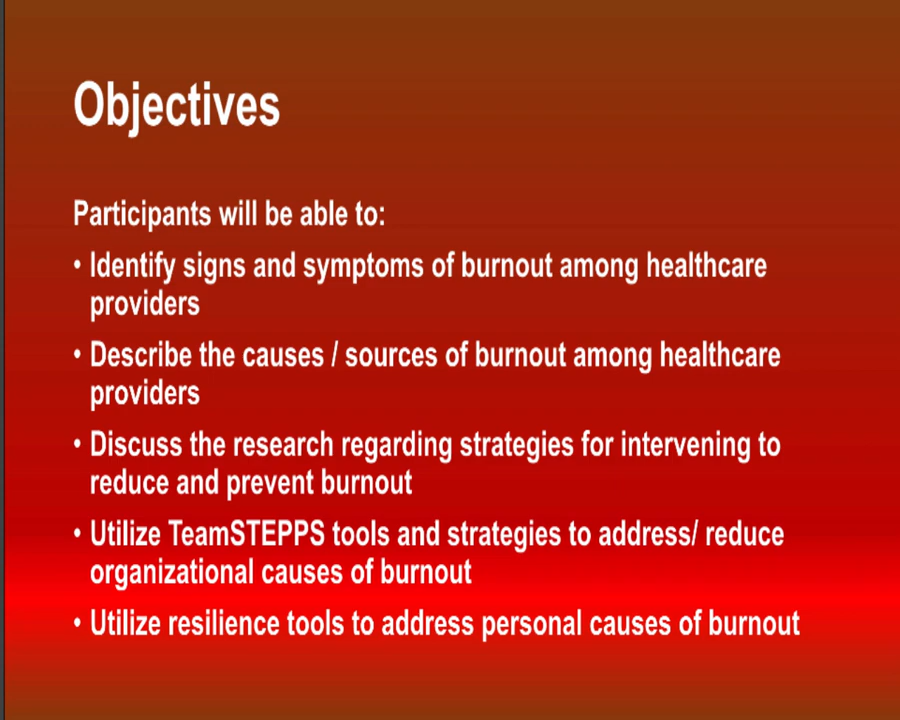 Objectives
Participants will be able to:
• Identify signs and symptoms of burnout among healthcare
providers
• Describe the causes / sources of burnout among healthcare
providers
• Discuss the research regarding strategies for intervening to
reduce and prevent burnout
• Utilize TeamSTEPPS tools and strategies to address/ reduce
organizational causes of burnout
• Utilize resilience tools to address personal causes of burnout